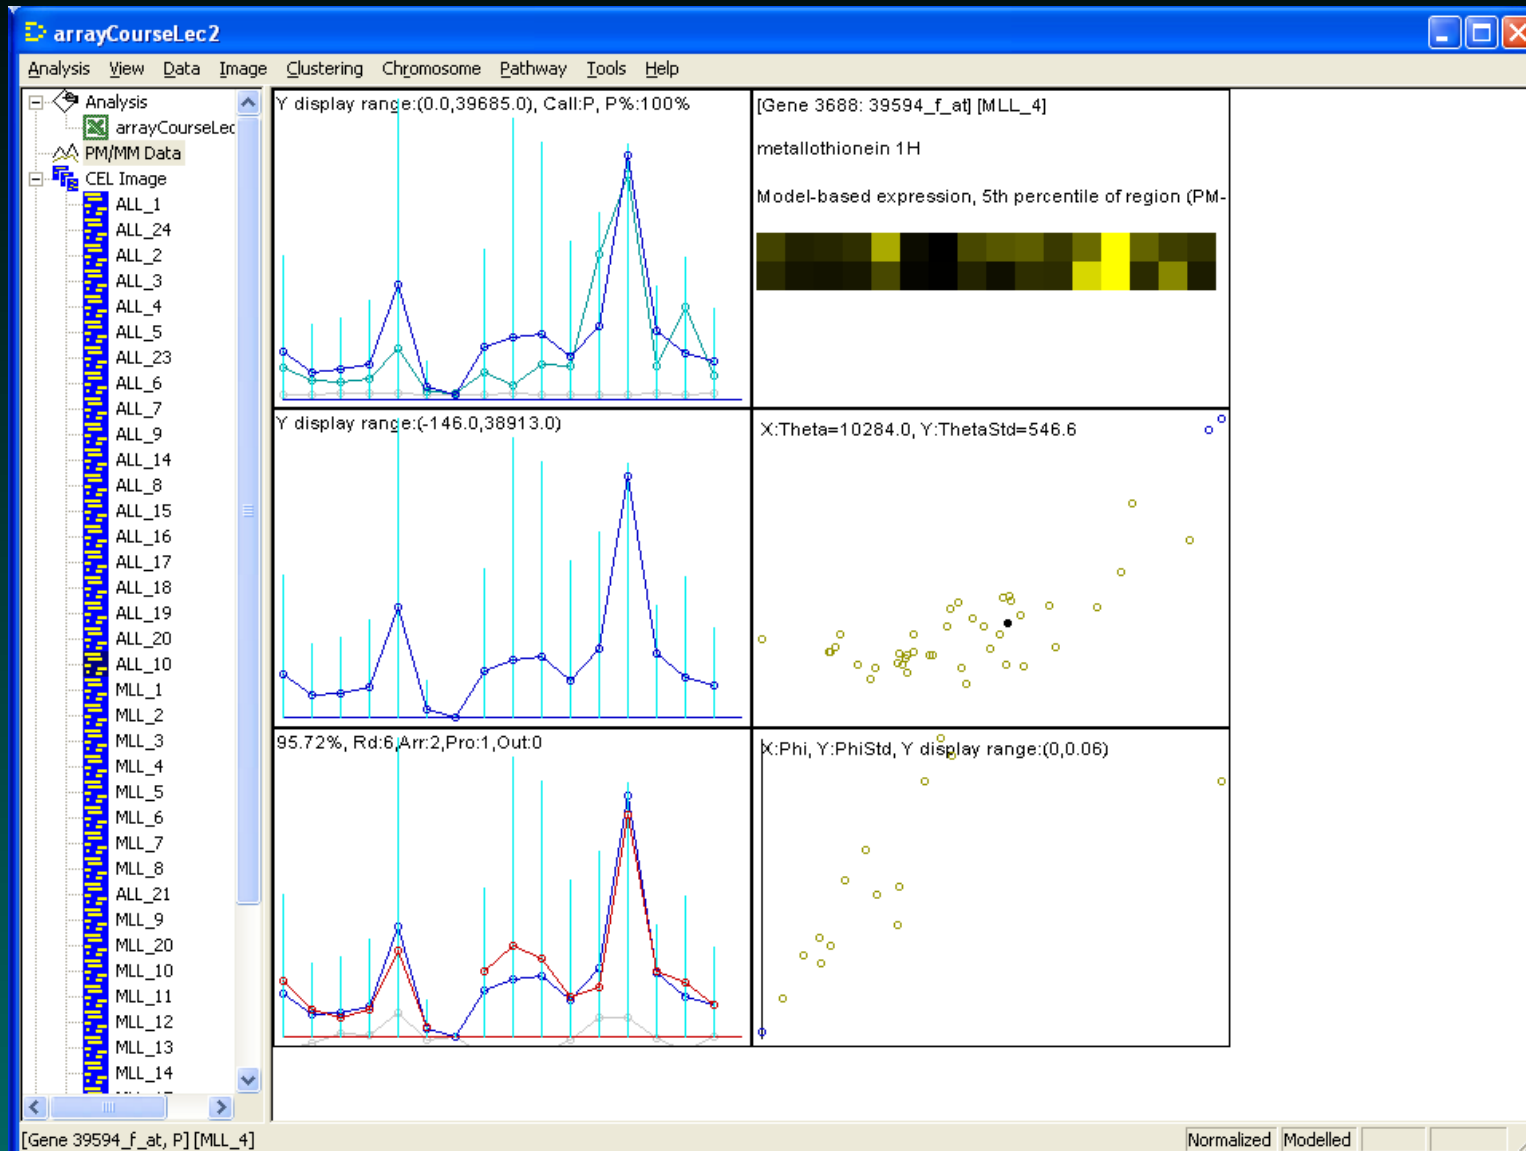 arrayCourseLec2
Analysis View Data Image Clustering Chromosome Pathway Tools Help
Analysis
arrayCourseLec
PM/MM Data
CEL Image
ALL_1
ALL_24
ALL_2
ALL_3
ALL_4
ALL_5
ALL_23
ALL_6
ALL_7
ALL_9
ALL_14
ALL_8
ALL_15
ALL_16
ALL_17
ALL_18
ALL_19
ALL_20
ALL_10
MLL_1
MLL_2
MLL_3
MLL_4
MLL_5
MLL_6
MLL_7
MLL_8
ALL_21
MLL_9
MLL_20
MLL_10
MLL_11
MLL_12
MLL_13
MLL_14
Y display range:(0.0,39685.0), Call:P, P%:100%
[Gene 3688: 39594_f_at] [MLL_4]
metallothionein 1H
Model-based expression, 5th percentile of region (PM-
Y display range:(-146.0,38913.0)
X:Theta=10284.0, Y:ThetaStd=546.6
95.72%, Rd:6,Arr:2,Pro:1,Out:0
X:Phi, Y:PhiStd, Y display range:(0,0.06)
[Gene 39594_f_at, P] [MLL_4]
Normalized Modelled